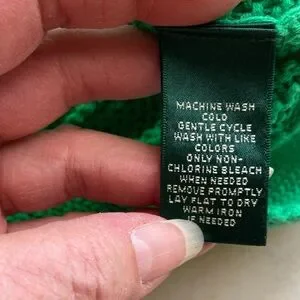 MACHINE WASH
COLD
GENTLE CYCLE
WASH WITH LIKE
COLORS
ONLY NON-
CHLORINE BLEACH
WHEN NEEDED
REMOVE PROMPTLY
LAY FLAT TO DRY
WARM IRON
IF NEEDED